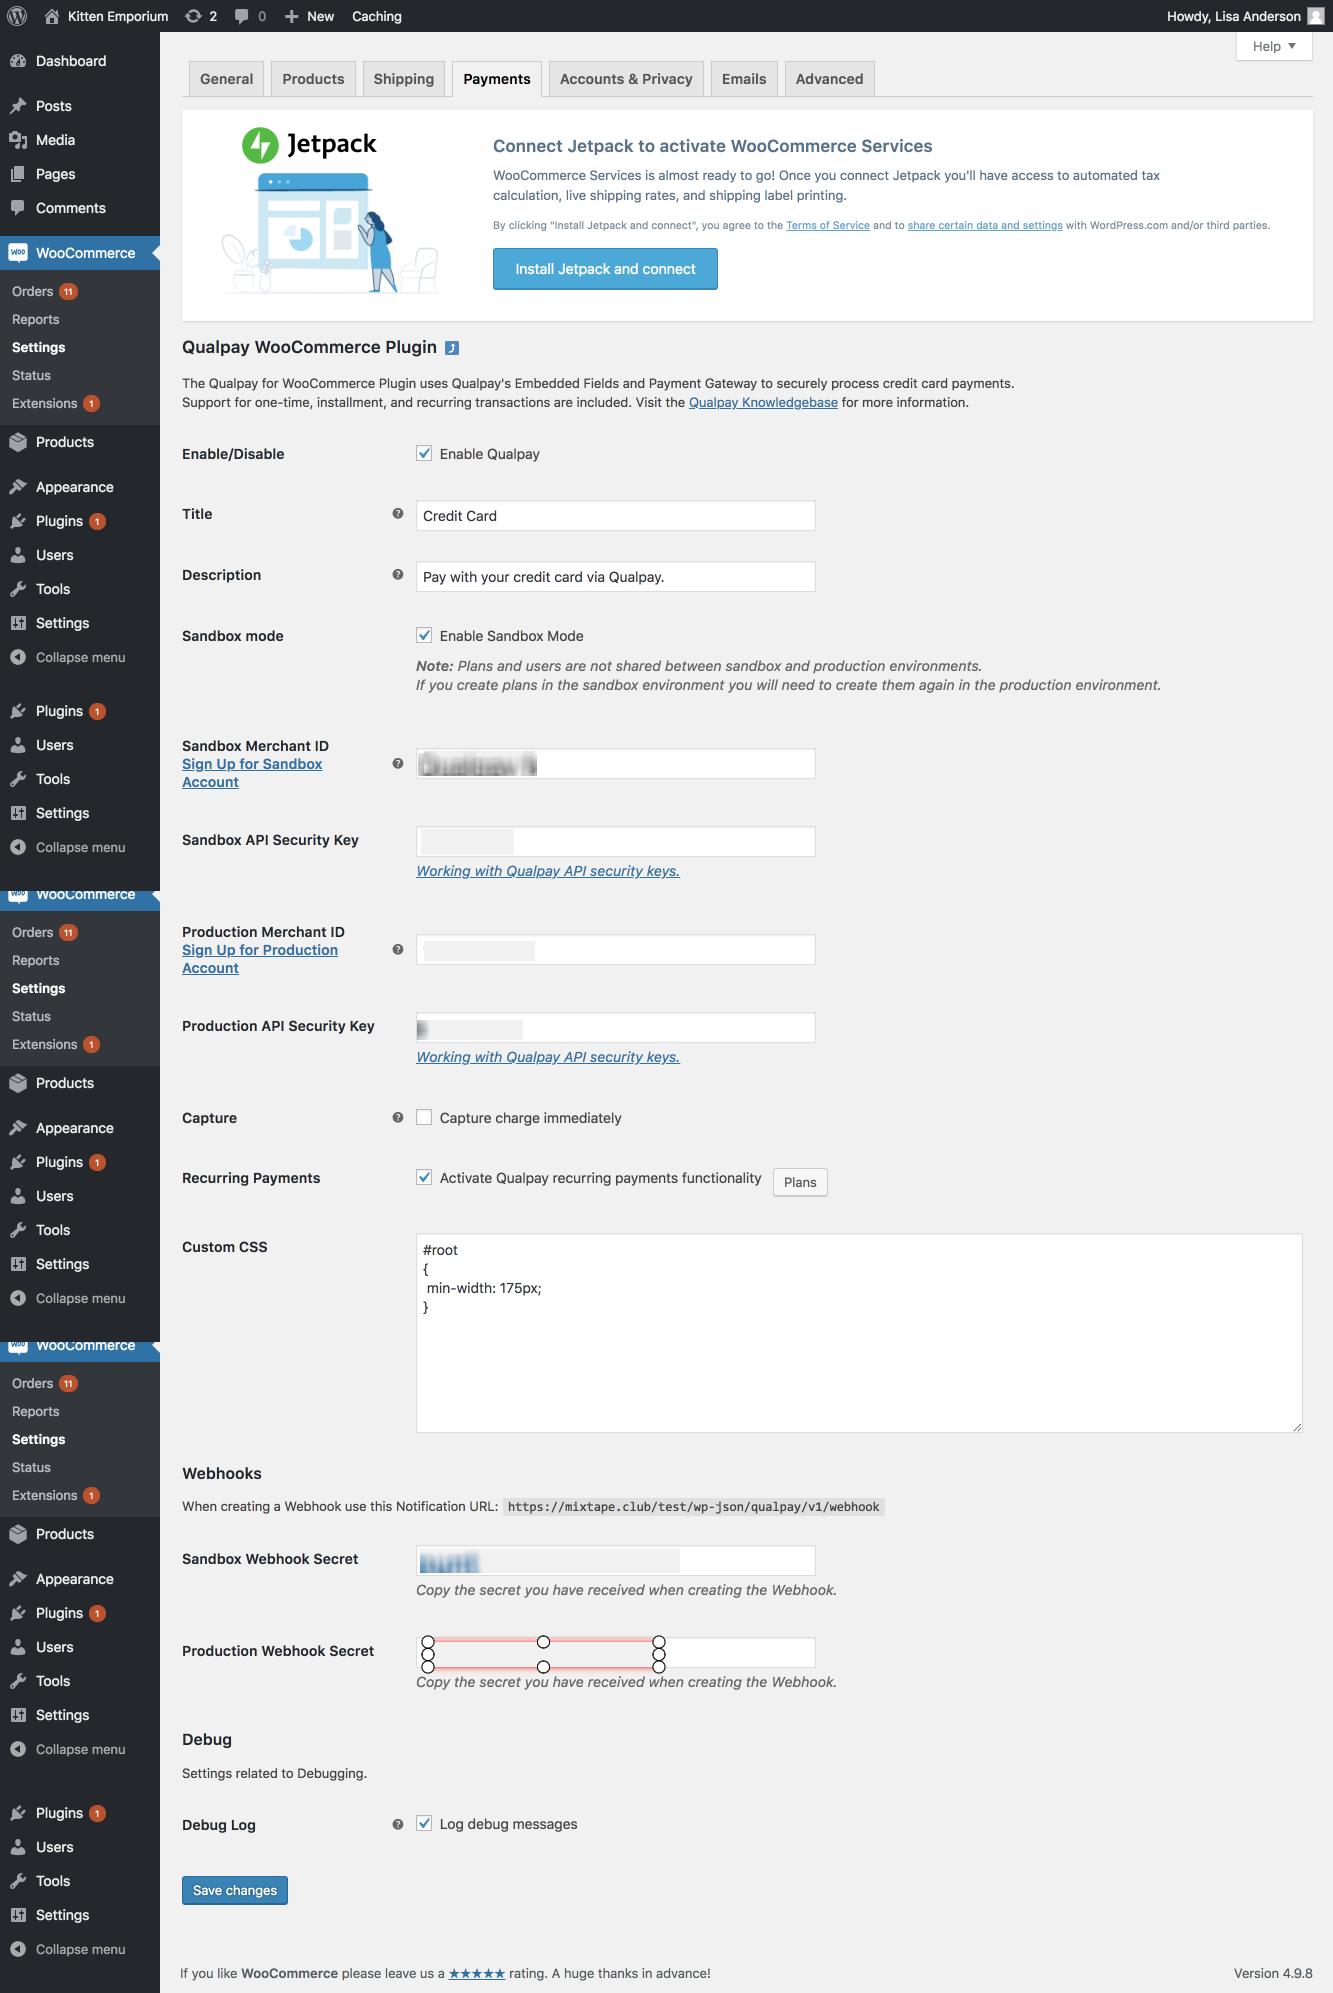 Kitten Emporium 2 0 New Caching Howdy, Lisa Anderson
Help
Dashboard
Posts
Media
Pages
Comments
WooCommerce
Orders 11
Reports
Settings
Status
Extensions 1
Products
Appearance
Plugins 1
Users
Tools
Settings
Collapse menu
Plugins 1
Users
Tools
Settings
Collapse menu
WooCommerce
Orders 11
Reports
Settings
Status
Extensions 1
Products
Appearance
Plugins 1
Users
Tools
Settings
Collapse menu
WooCommerce
Orders 11
Reports
Settings
Status
Extensions 1
Products
Appearance
Plugins 1
Users
Tools
Settings
Collapse menu
Plugins 1
Users
Tools
Settings
Collapse menu
General Products Shipping Payments Accounts & Privacy Emails Advanced
Jetpack
Connect Jetpack to activate WooCommerce Services
WooCommerce Services is almost ready to go! Once you connect Jetpack you'll have access to automated tax
calculation, live shipping rates, and shipping label printing.
By clicking "Install Jetpack and connect", you agree to the Terms of Service and to share certain data and settings with WordPress.com and/or third parties.
Install Jetpack and connect
Qualpay WooCommerce Plugin
The Qualpay for WooCommerce Plugin uses Qualpay's Embedded Fields and Payment Gateway to securely process credit card payments.
Support for one-time, installment, and recurring transactions are included. Visit the Qualpay Knowledgebase for more information.
Enable/Disable Enable Qualpay
Title Credit Card
Description Pay with your credit card via Qualpay.
Sandbox mode Enable Sandbox Mode
Note: Plans and users are not shared between sandbox and production environments.
If you create plans in the sandbox environment you will need to create them again in the production environment.
Sandbox Merchant ID
Sign Up for Sandbox
Account
Sandbox API Security Key
Working with Qualpay API security keys.
Production Merchant ID
Sign Up for Production
Account
Production API Security Key
Working with Qualpay API security keys.
Capture Capture charge immediately
Recurring Payments Activate Qualpay recurring payments functionality Plans
Custom CSS #root
{
min-width: 175px;
}
Webhooks
When creating a Webhook use this Notification URL: https://mixtape.club/test/wp-json/qualpay/v1/webhook
Sandbox Webhook Secret
Copy the secret you have received when creating the Webhook.
Production Webhook Secret
Copy the secret you have received when creating the Webhook.
Debug
Settings related to Debugging.
Debug Log Log debug messages
Save changes
If you like WooCommerce please leave us a ★★★★★ rating. A huge thanks in advance! Version 4.9.8